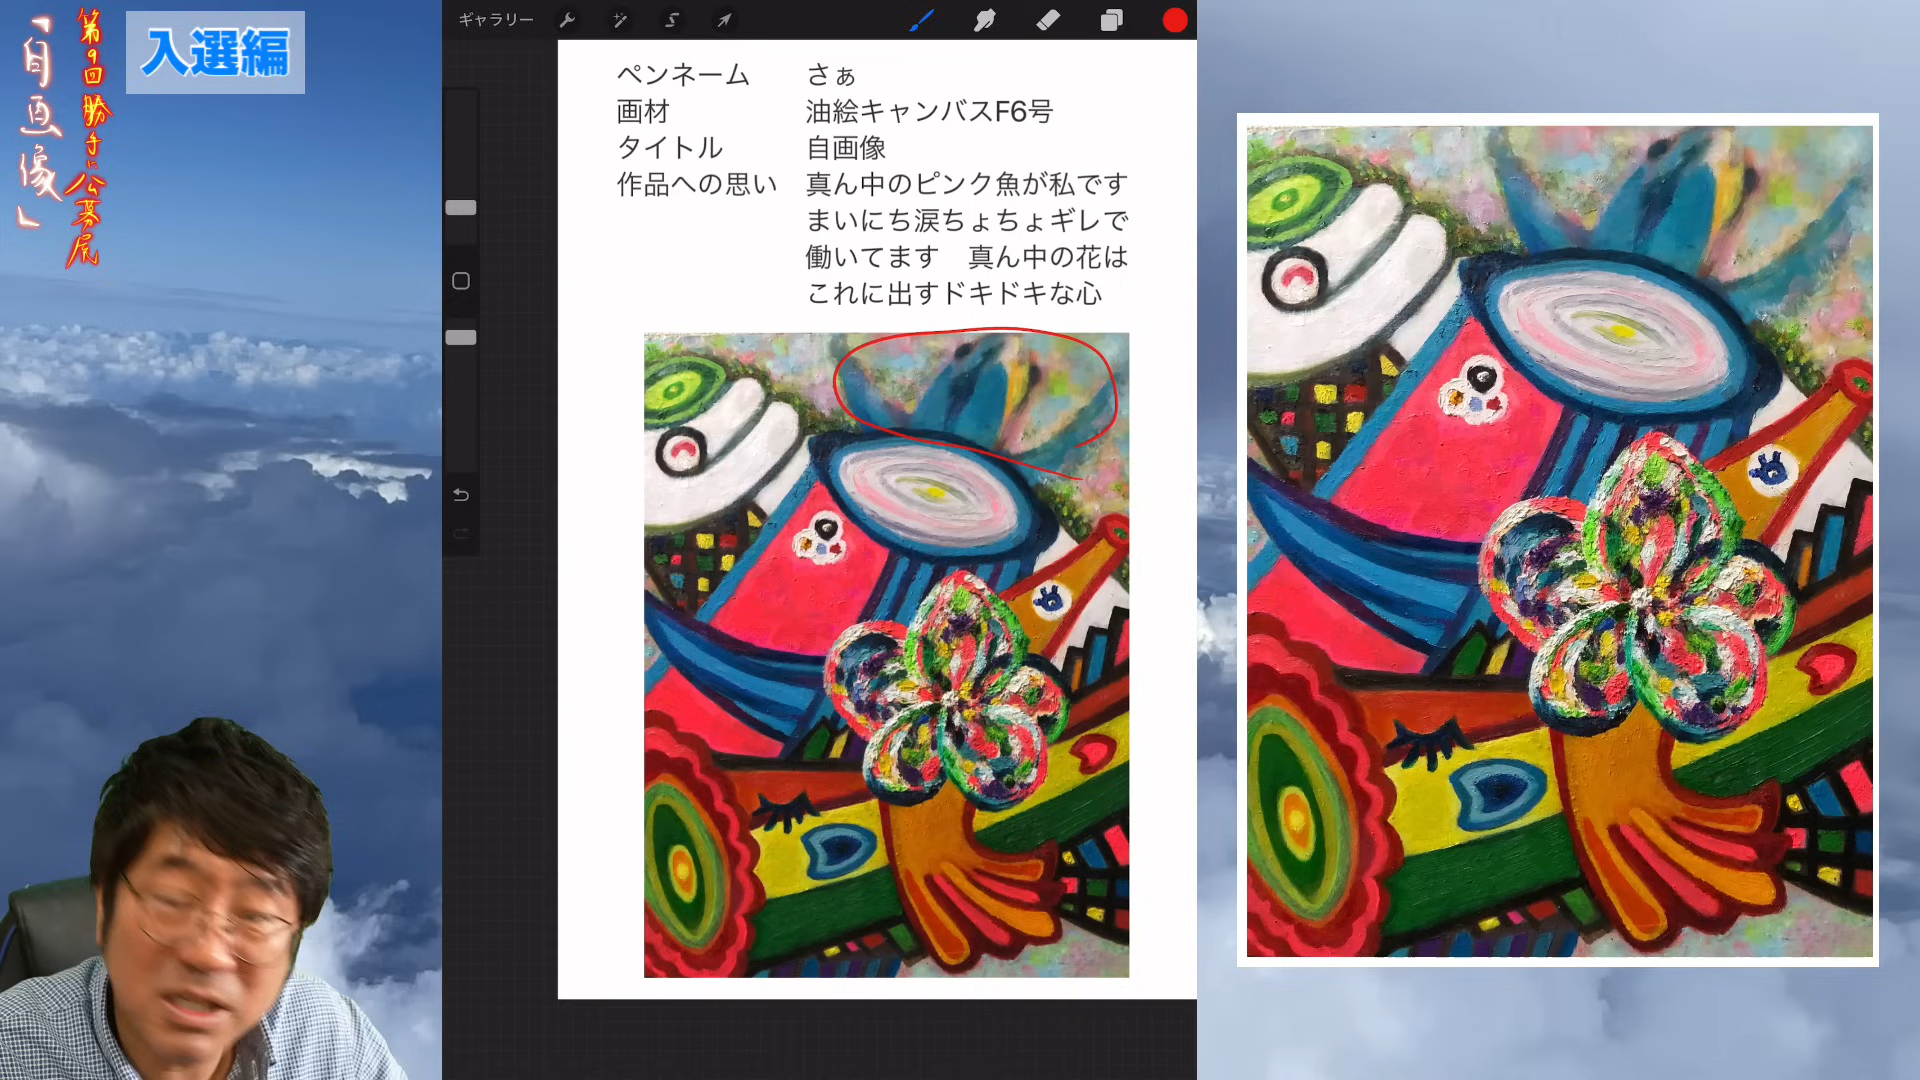 第9回勝手に公募展
「自画像」
入選編
ギャラリー
ペンネーム さぁ
画材 油絵キャンバスF6号
タイトル 自画像
作品への思い 真ん中のピンク魚が私です
まいにち涙ちょちょギレで
働いてます 真ん中の花は
これに出すドキドキな心